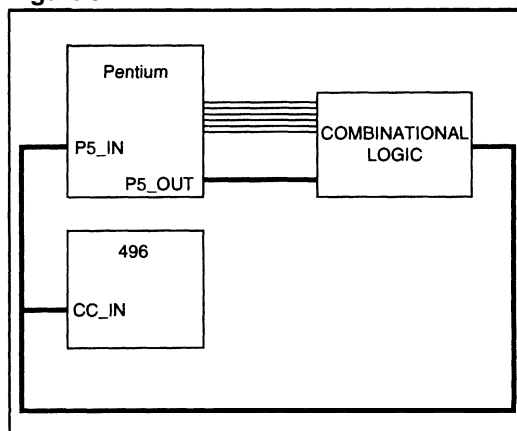 Pentium
P5_IN
P5_OUT
COMBINATIONAL
LOGIC
496
CC_IN